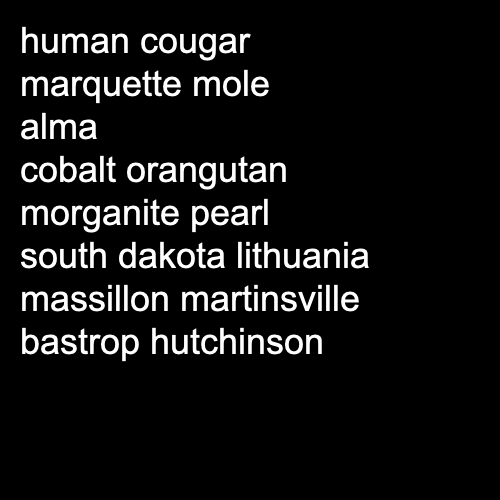 human cougar
marquette mole
alma
cobalt orangutan
morganite pearl
south dakota lithuania
massillon martinsville
bastrop hutchinson